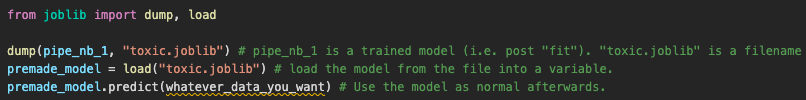 from joblib import dump, load
dump(pipe_nb_1, "toxic.joblib") # pipe_nb_1 is a trained model (i.e. post "fit"). "toxic.joblib" is a filename
premade_model = load("toxic.joblib") # load the model from the file into a variable.
premade_model.predict(whatever_data_you_want) # Use the model as normal afterwards.